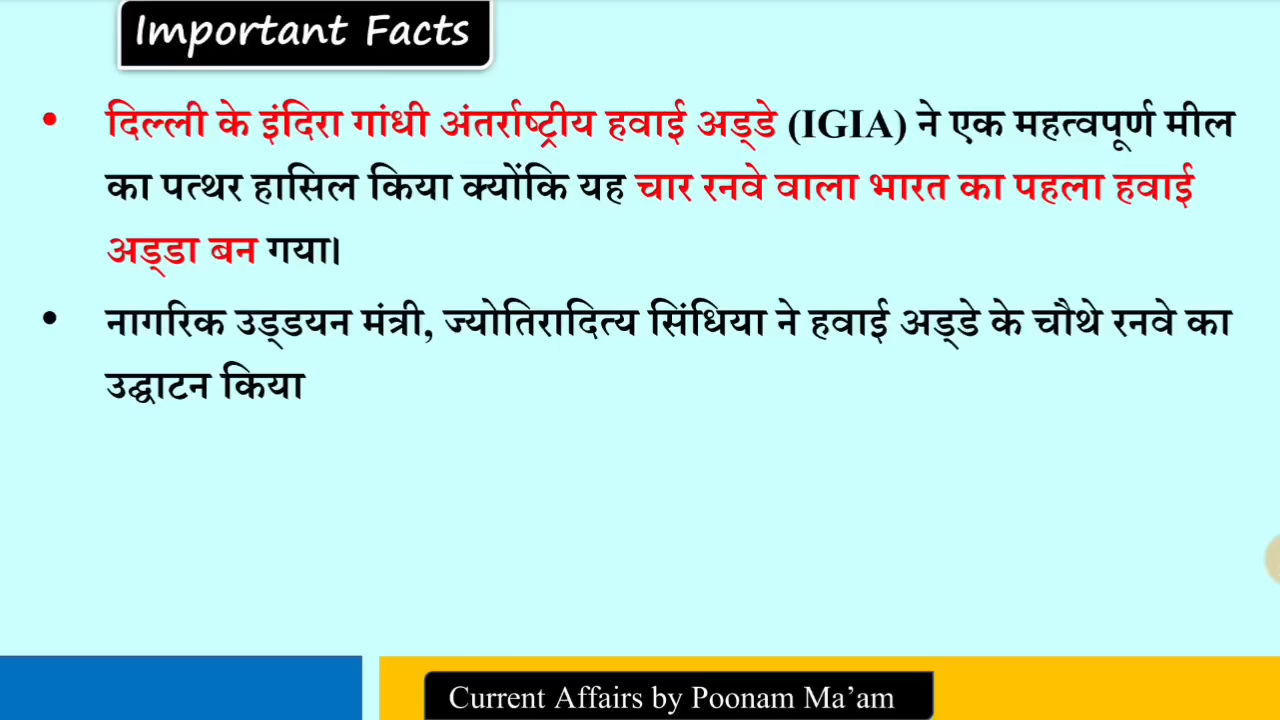 Important Facts
• दिल्ली के इंदिरा गांधी अंतर्राष्ट्रीय हवाई अड्डे (IGIA) ने एक महत्वपूर्ण मील
का पत्थर हासिल किया क्योंकि यह चार रनवे वाला भारत का पहला हवाई
अड्डा बन गया।
• नागरिक उड्डयन मंत्री, ज्योतिरादित्य सिंधिया ने हवाई अड्डे के चौथे रनवे का
उद्घाटन किया
Current Affairs by Poonam Ma’am